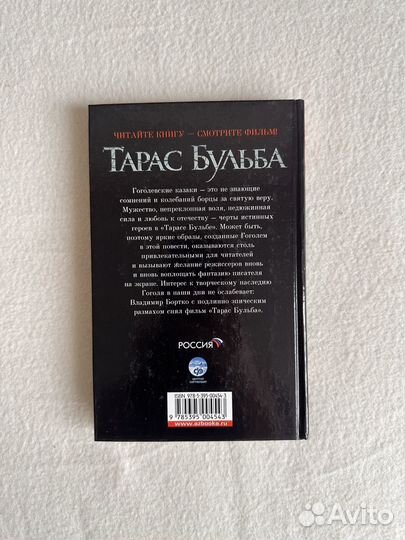 ЧИТАЙТЕ КНИГУ — СМОТРИТЕ ФИЛЬМ!
ТАРАС БУЛЬБА
Гоголевские казаки — это не знающие
сомнений и колебаний борцы за святую веру.
Мужество, непреклонная воля, недюжинная
сила и любовь к отечеству — черты истинных
героев в «Тарасе Бульбе». Может быть,
поэтому яркие образы, созданные Гоголем
в этой повести, оказываются столь
привлекательными для читателей
и вызывают желание режиссеров вновь
и вновь воплощать фантазию писателя
на экране. Интерес к творческому наследию
Гоголя в наши дни не ослабевает:
Владимир Бортко с подлинно эпическим
размахом снял фильм «Тарас Бульба».
РОССИЯ
ISBN 978-5-395-00454-3
9 785395 004543
www.azbooka.ru
Avito